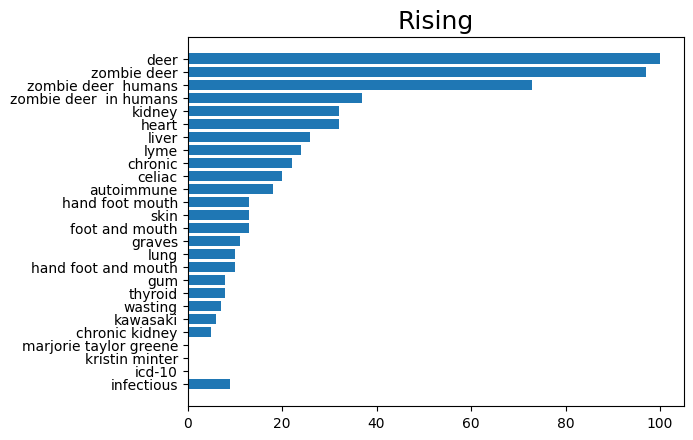 Rising
deer
zombie deer
zombie deer  humans
zombie deer  in humans
kidney
heart
liver
lyme
chronic
celiac
autoimmune
hand foot mouth
skin
foot and mouth
graves
lung
hand foot and mouth
gum
thyroid
wasting
kawasaki
chronic kidney
marjorie taylor greene
kristin minter
icd-10
infectious
0 20 40 60 80 100